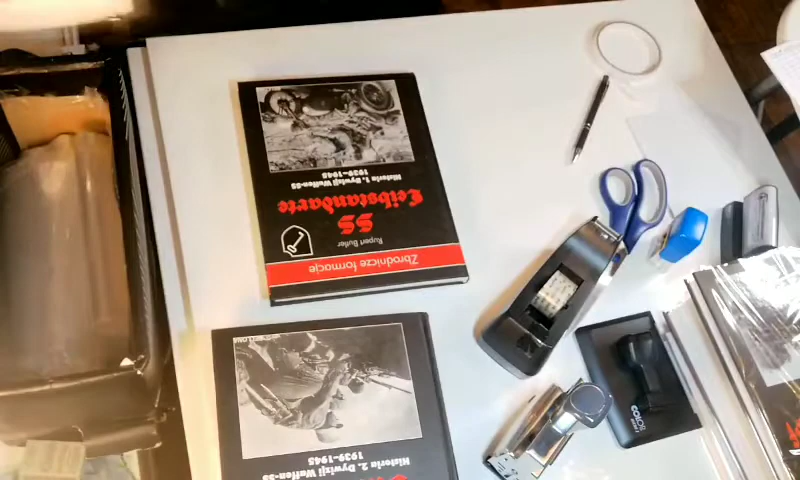 Zbrodnicze formacje
Rupert Butler
SS
Leibstandarte
Historia 1. Dywizji Waffen-SS
1939–1945
Historia 2. Dywizji Waffen-SS
1939–1945
COLOP